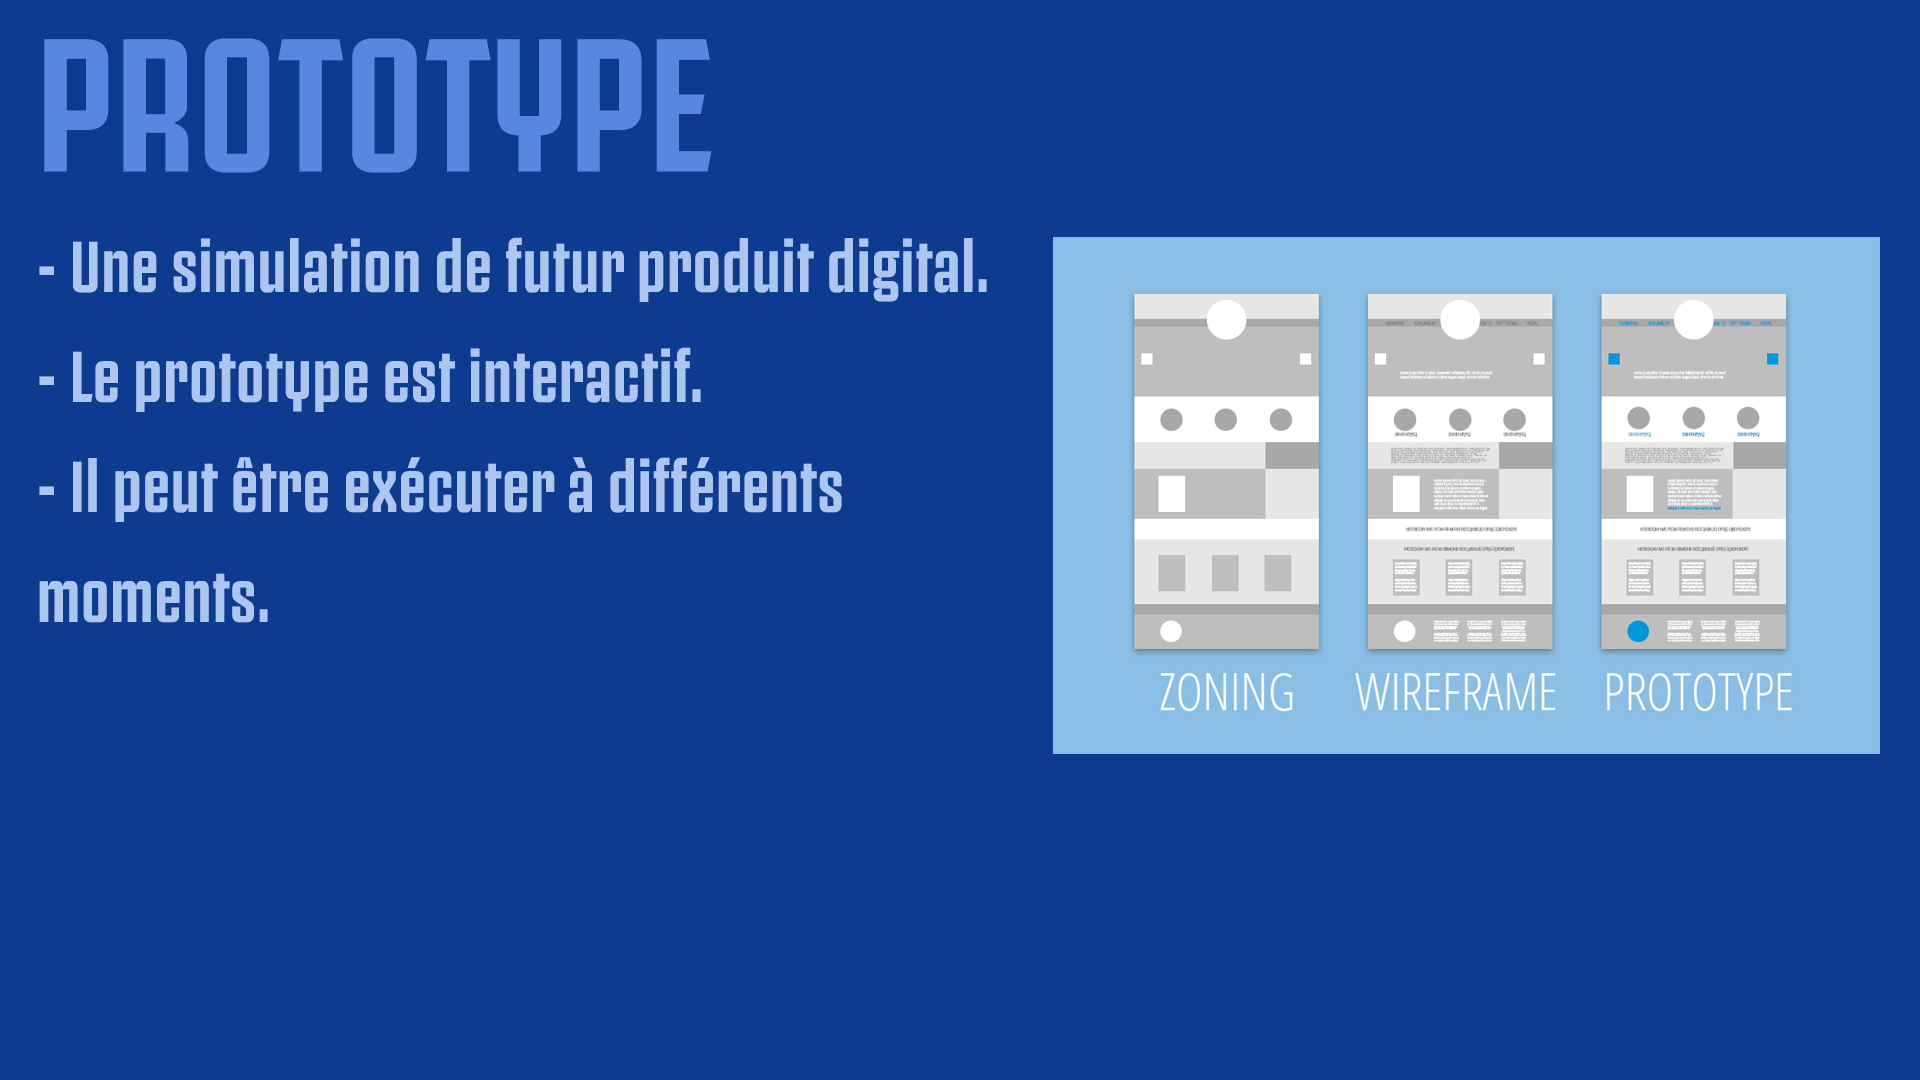 PROTOTYPE
- Une simulation de futur produit digital.
- Le prototype est interactif.
- Il peut être exécuter à différents
moments.
ZONING
WIREFRAME
PROTOTYPE